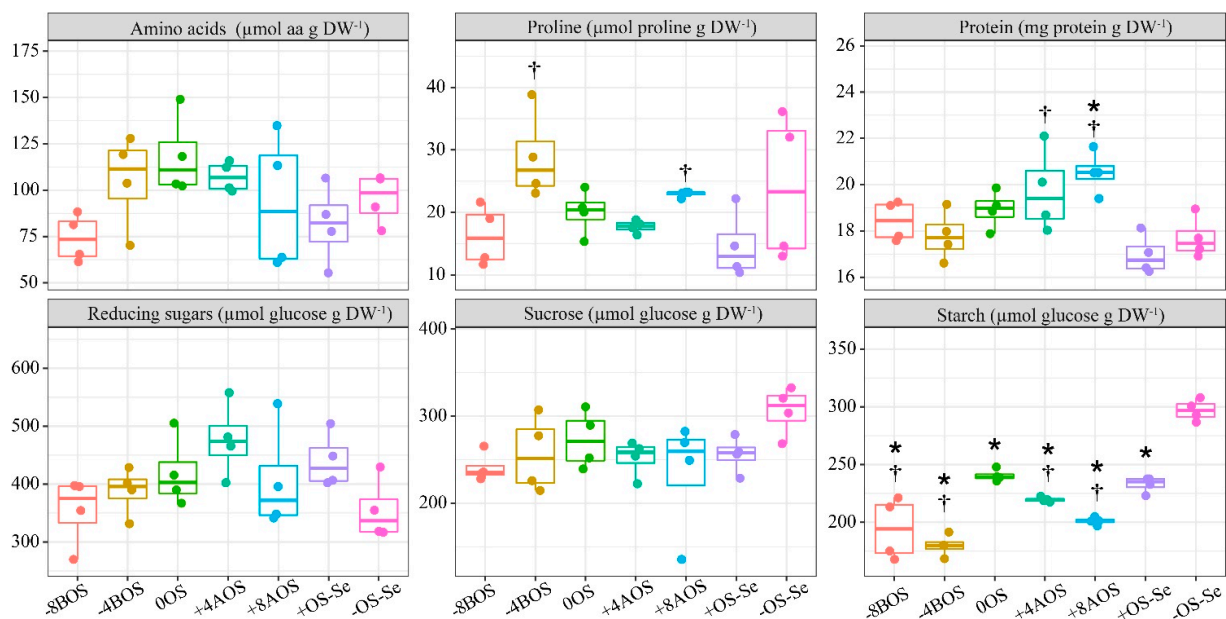 Amino acids (µmol aa g DW⁻¹)
Proline (µmol proline g DW⁻¹)
Protein (mg protein g DW⁻¹)
175
150
125
100
75
50
40
30
20
10
†
†
26
24
22
20
18
16
†
*
†
Reducing sugars (µmol glucose g DW⁻¹)
Sucrose (µmol glucose g DW⁻¹)
Starch (µmol glucose g DW⁻¹)
600
500
400
300
400
300
200
350
300
250
200
*
†
*
†
*
*
†
*
†
*
-8BOS
-4BOS
0OS
+4AOS
+8AOS
+OS-Se
-OS-Se
-8BOS
-4BOS
0OS
+4AOS
+8AOS
+OS-Se
-OS-Se
-8BOS
-4BOS
0OS
+4AOS
+8AOS
+OS-Se
-OS-Se